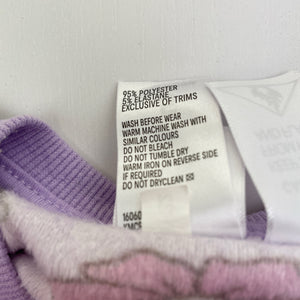 95% POLYESTER
5% ELASTANE
EXCLUSIVE OF TRIMS
WASH BEFORE WEAR
WARM MACHINE WASH WITH
SIMILAR COLOURS
DO NOT BLEACH
DO NOT TUMBLE DRY
WARM IRON ON REVERSE SIDE
IF REQUIRED
DO NOT DRYCLEAN
16060